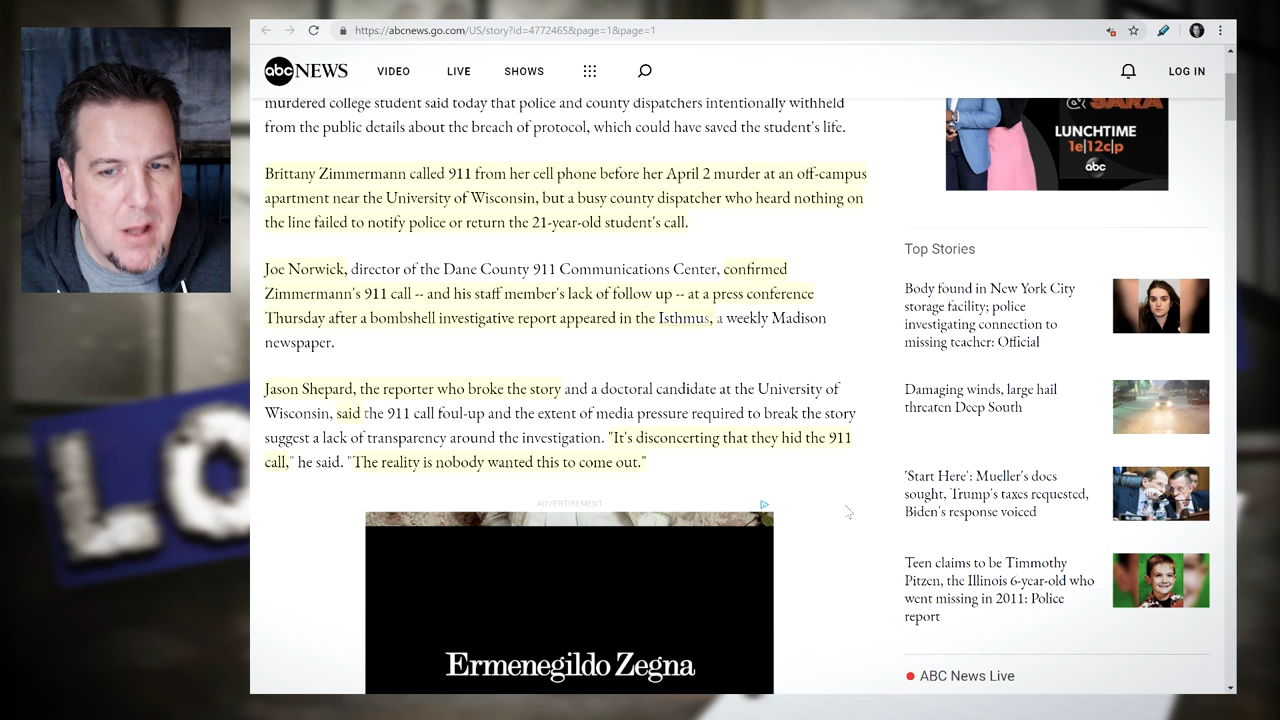 https://abcnews.go.com/US/story?id=4772465&page=1&page=1
abc NEWS
VIDEO
LIVE
SHOWS
LOG IN
murdered college student said today that police and county dispatchers intentionally withheld
from the public details about the breach of protocol, which could have saved the student's life.
Brittany Zimmermann called 911 from her cell phone before her April 2 murder at an off-campus
apartment near the University of Wisconsin, but a busy county dispatcher who heard nothing on
the line failed to notify police or return the 21-year-old student's call.
Joe Norwick, director of the Dane County 911 Communications Center, confirmed
Zimmermann's 911 call -- and his staff member's lack of follow up -- at a press conference
Thursday after a bombshell investigative report appeared in the Isthmus, a weekly Madison
newspaper.
Jason Shepard, the reporter who broke the story and a doctoral candidate at the University of
Wisconsin, said the 911 call foul-up and the extent of media pressure required to break the story
suggest a lack of transparency around the investigation. "It's disconcerting that they hid the 911
call," he said. "The reality is nobody wanted this to come out."
ADVERTISEMENT
Ermenegildo Zegna
@ SARA
LUNCHTIME
1e|12c|p
abc
Top Stories
Body found in New York City
storage facility; police
investigating connection to
missing teacher: Official
Damaging winds, large hail
threaten Deep South
'Start Here': Mueller's docs
sought, Trump's taxes requested,
Biden's response voiced
Teen claims to be Timmothy
Pitzen, the Illinois 6-year-old who
went missing in 2011: Police
report
ABC News Live
LO